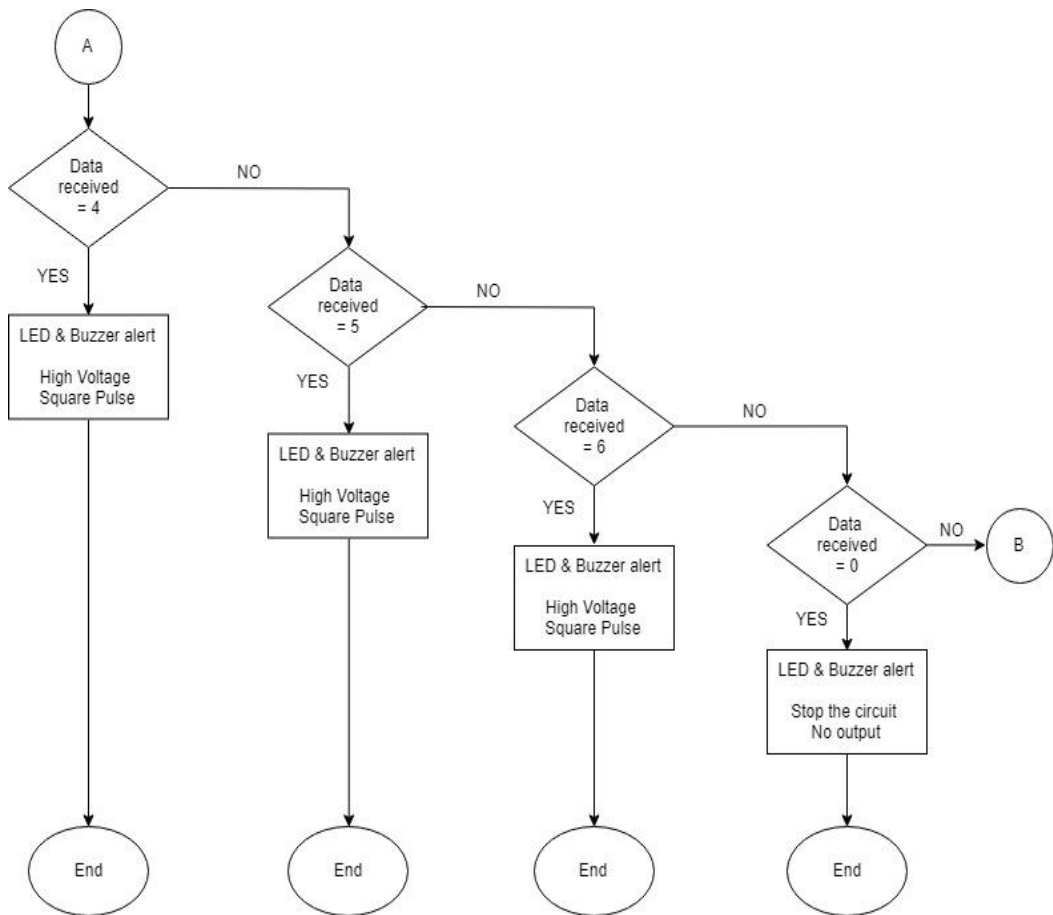 A
Data
received
= 4
NO
YES
LED & Buzzer alert
High Voltage
Square Pulse
Data
received
= 5
NO
YES
LED & Buzzer alert
High Voltage
Square Pulse
Data
received
= 6
NO
YES
LED & Buzzer alert
High Voltage
Square Pulse
Data
received
= 0
NO
B
YES
LED & Buzzer alert
Stop the circuit
No output
End
End
End
End